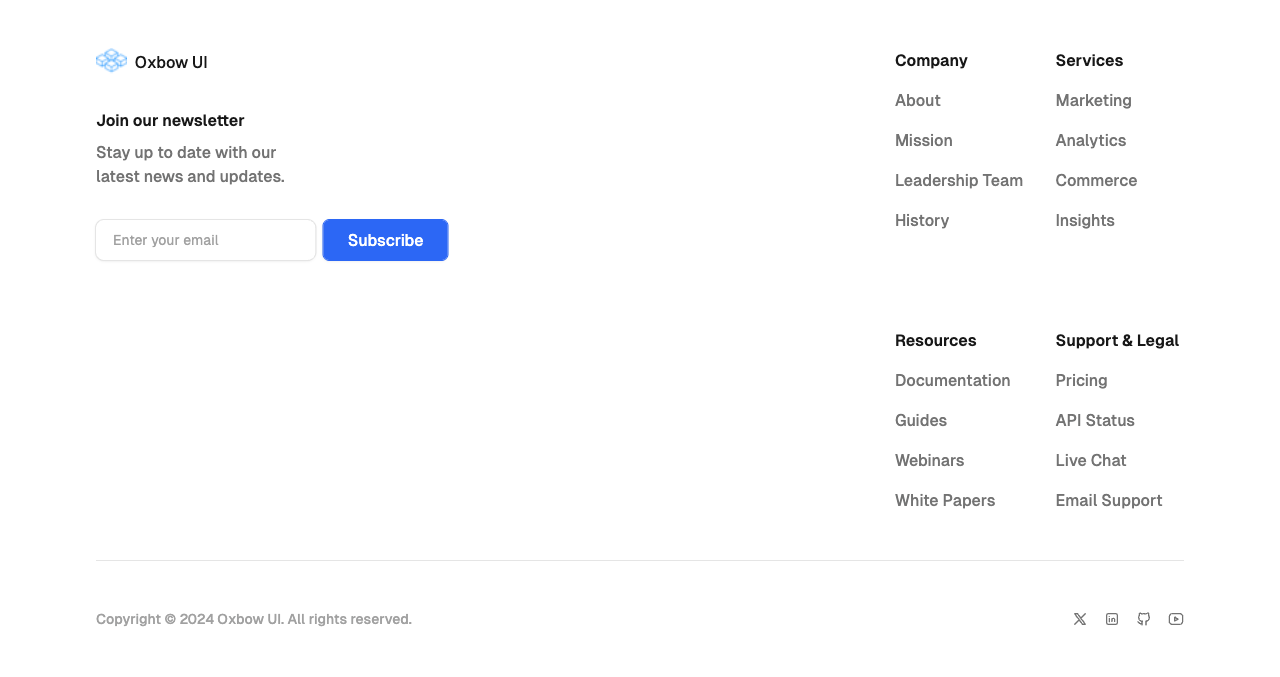 Oxbow UI
Join our newsletter
Stay up to date with our
latest news and updates.
Enter your email
Subscribe
Company
About
Mission
Leadership Team
History
Services
Marketing
Analytics
Commerce
Insights
Resources
Documentation
Guides
Webinars
White Papers
Support & Legal
Pricing
API Status
Live Chat
Email Support
Copyright © 2024 Oxbow UI. All rights reserved.